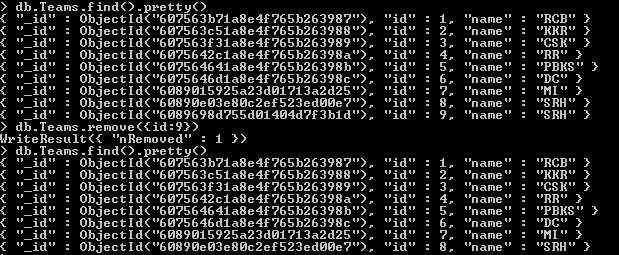 > db.Teams.find().pretty()
{ "_id" : ObjectId("607563b71a8e4f765b263987"), "id" : 1, "name" : "RCB" }
{ "_id" : ObjectId("607563c51a8e4f765b263988"), "id" : 2, "name" : "KKR" }
{ "_id" : ObjectId("607563f31a8e4f765b263989"), "id" : 3, "name" : "CSK" }
{ "_id" : ObjectId("6075642c1a8e4f765b26398a"), "id" : 4, "name" : "RR" }
{ "_id" : ObjectId("607564641a8e4f765b26398b"), "id" : 5, "name" : "PBKS" }
{ "_id" : ObjectId("6075646d1a8e4f765b26398c"), "id" : 6, "name" : "DC" }
{ "_id" : ObjectId("6089015925a23d01713a2d25"), "id" : 7, "name" : "MI" }
{ "_id" : ObjectId("60890e03e80c2ef523ed00e7"), "id" : 8, "name" : "SRH" }
{ "_id" : ObjectId("6089698d755d01404d7f3b1d"), "id" : 9, "name" : "SRH" }
> db.Teams.remove({id:9})
WriteResult({ "nRemoved" : 1 })
> db.Teams.find().pretty()
{ "_id" : ObjectId("607563b71a8e4f765b263987"), "id" : 1, "name" : "RCB" }
{ "_id" : ObjectId("607563c51a8e4f765b263988"), "id" : 2, "name" : "KKR" }
{ "_id" : ObjectId("607563f31a8e4f765b263989"), "id" : 3, "name" : "CSK" }
{ "_id" : ObjectId("6075642c1a8e4f765b26398a"), "id" : 4, "name" : "RR" }
{ "_id" : ObjectId("607564641a8e4f765b26398b"), "id" : 5, "name" : "PBKS" }
{ "_id" : ObjectId("6075646d1a8e4f765b26398c"), "id" : 6, "name" : "DC" }
{ "_id" : ObjectId("6089015925a23d01713a2d25"), "id" : 7, "name" : "MI" }
{ "_id" : ObjectId("60890e03e80c2ef523ed00e7"), "id" : 8, "name" : "SRH" }